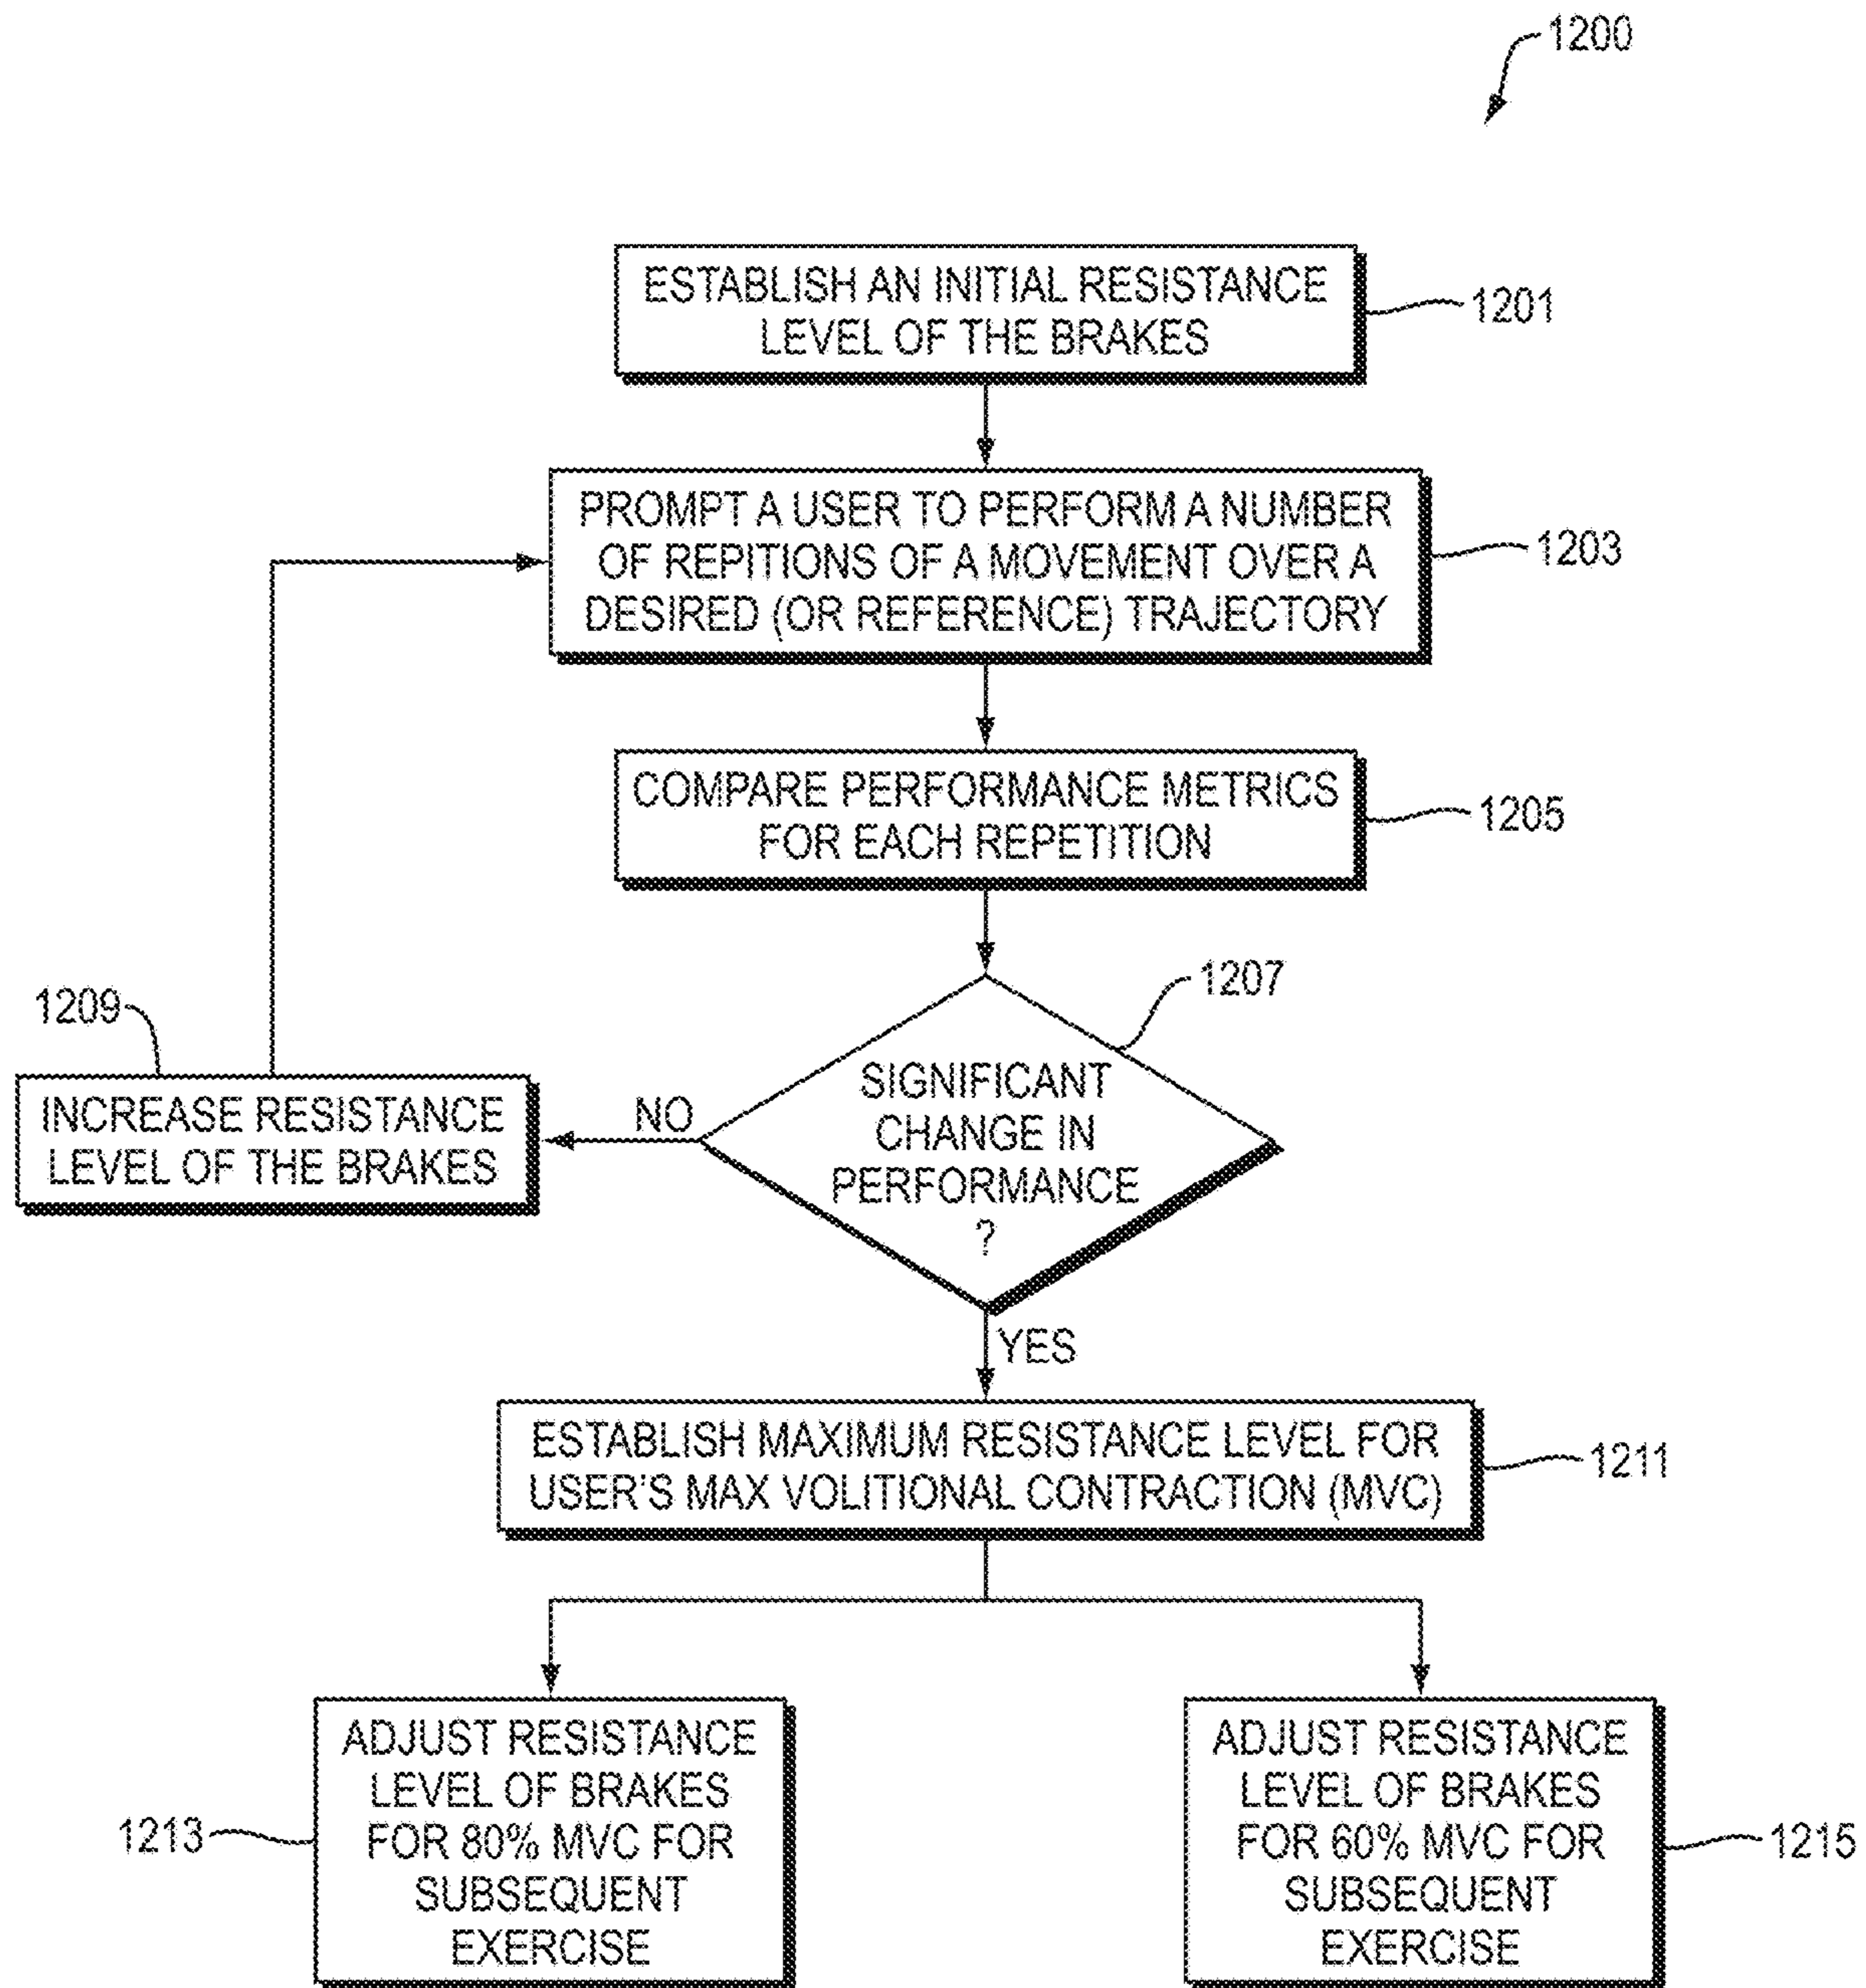 1200
ESTABLISH AN INITIAL RESISTANCE
LEVEL OF THE BRAKES
1201
PROMPT A USER TO PERFORM A NUMBER
OF REPITIONS OF A MOVEMENT OVER A
DESIRED (OR REFERENCE) TRAJECTORY
1203
COMPARE PERFORMANCE METRICS
FOR EACH REPETITION
1205
1207
SIGNIFICANT
CHANGE IN
PERFORMANCE
?
NO
1209
INCREASE RESISTANCE
LEVEL OF THE BRAKES
YES
ESTABLISH MAXIMUM RESISTANCE LEVEL FOR
USER'S MAX VOLITIONAL CONTRACTION (MVC)
1211
ADJUST RESISTANCE
LEVEL OF BRAKES
FOR 80% MVC FOR
SUBSEQUENT
EXERCISE
1213
ADJUST RESISTANCE
LEVEL OF BRAKES
FOR 60% MVC FOR
SUBSEQUENT
EXERCISE
1215